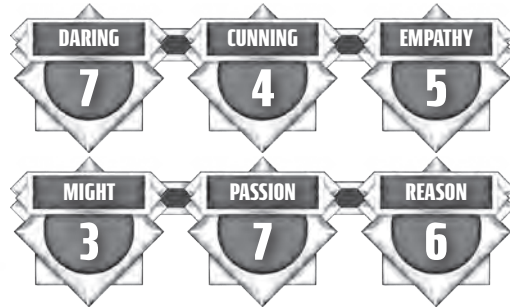 DARING CUNNING EMPATHY
7 4 5
MIGHT PASSION REASON
3 7 6